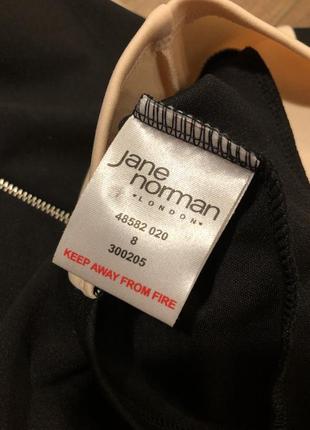 jane
norman
•LONDON•
48582 020
8
300205
KEEP AWAY FROM FIRE